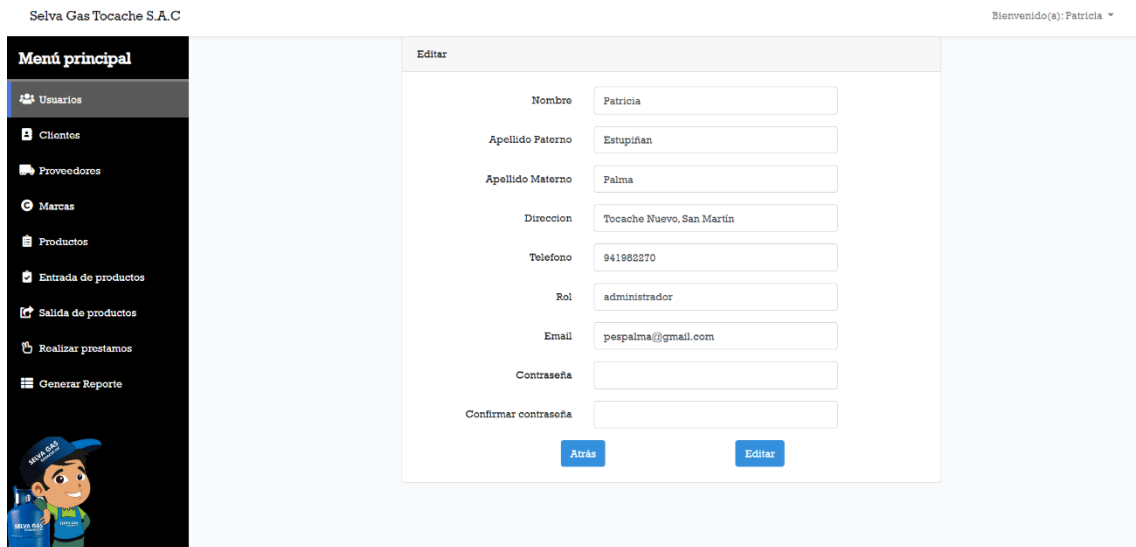 Selva Gas Tocache S.A.C
Bienvenido(a): Patricia
Menú principal
Usuarios
Clientes
Proveedores
Marcas
Productos
Entrada de productos
Salida de productos
Realizar prestamos
Generar Reporte
SELVA GAS
SELVA GAS
SELVA GAS
Editar
Nombre Patricia
Apellido Paterno Estupiñan
Apellido Materno Palma
Direccion Tocache Nuevo, San Martín
Telefono 941982270
Rol administrador
Email pespalma@gmail.com
Contraseña
Confirmar contraseña
Atrás Editar